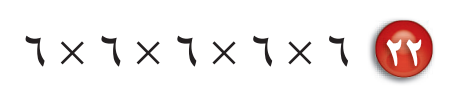 ٢٢ ٦ × ٦ × ٦ × ٦ × ٦